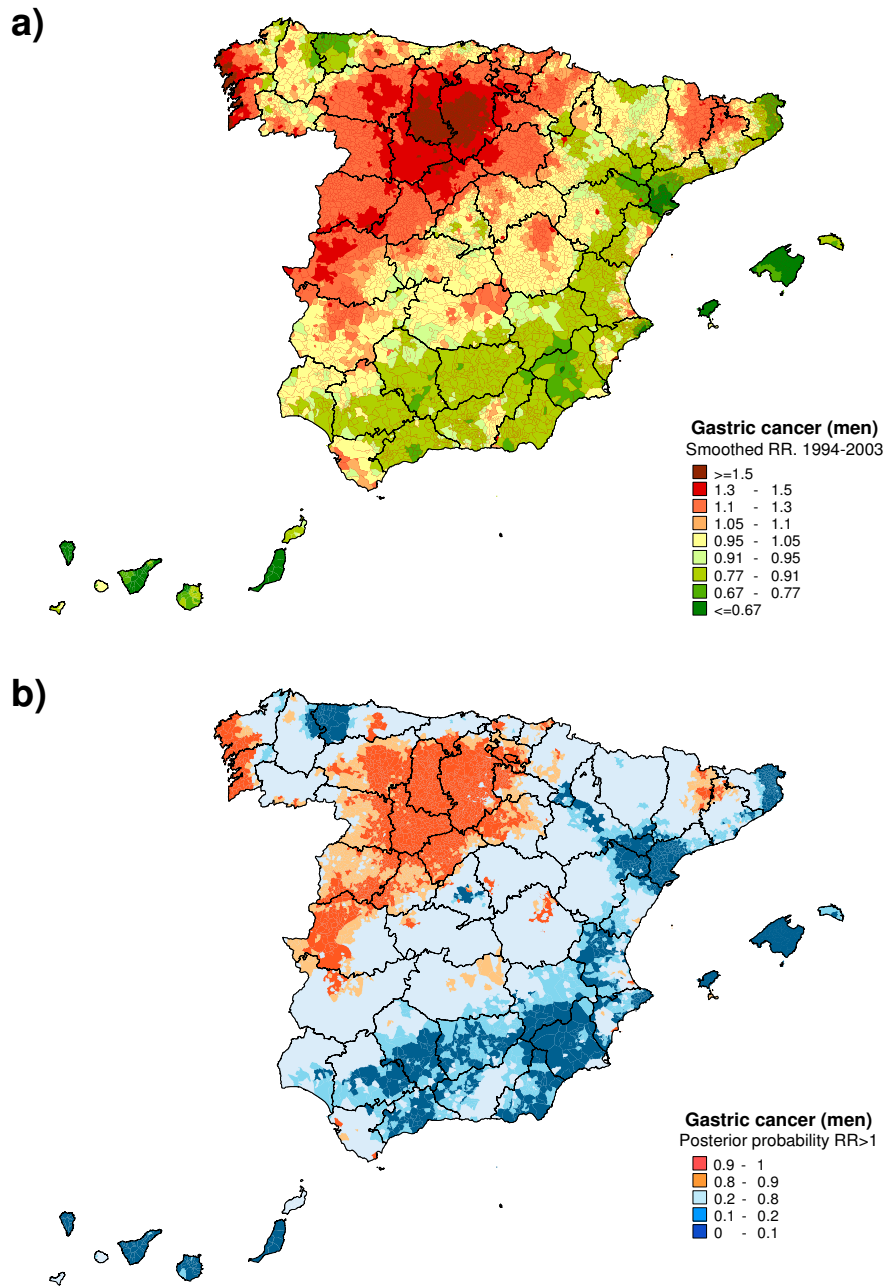 a)
Gastric cancer (men)
Smoothed RR. 1994-2003
>=1.5
1.3 - 1.5
1.1 - 1.3
1.05 - 1.1
0.95 - 1.05
0.91 - 0.95
0.77 - 0.91
0.67 - 0.77
<=0.67
b)
Gastric cancer (men)
Posterior probability RR>1
0.9 - 1
0.8 - 0.9
0.2 - 0.8
0.1 - 0.2
0 - 0.1